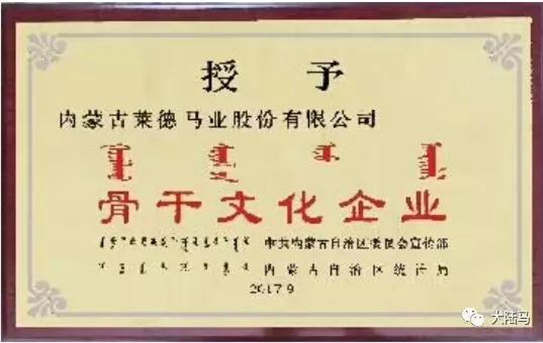 授 予
内蒙古莱德马业股份有限公司
骨干文化企业
中共内蒙古自治区委员会宣传部
内蒙古自治区统计局
2017.9
大陆马